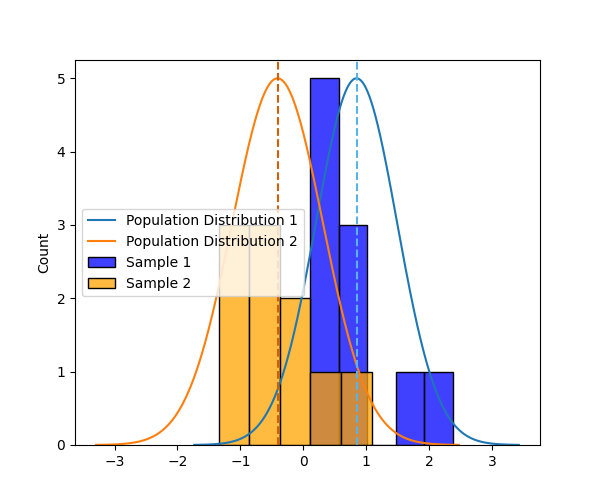 5
4
3
2
1
0
Count
Population Distribution 1
Population Distribution 2
Sample 1
Sample 2
−3 −2 −1 0 1 2 3